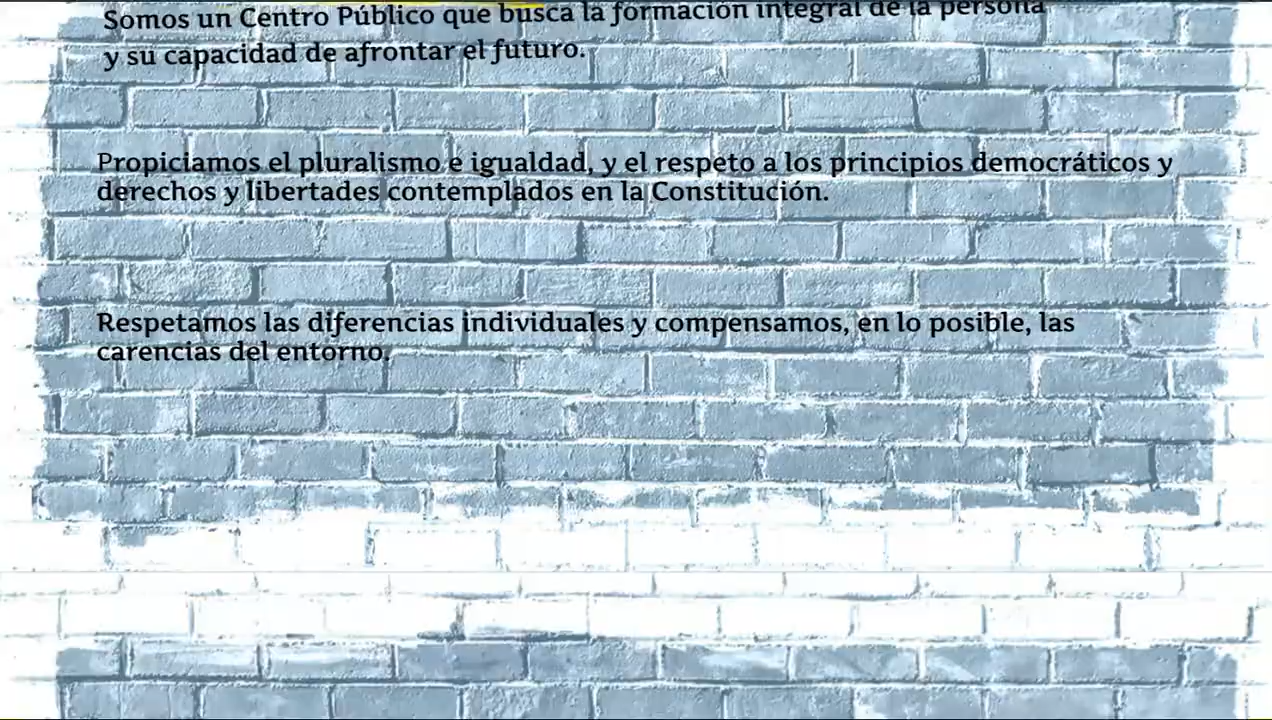 Somos un Centro Público que busca la formación integral de la persona
y su capacidad de afrontar el futuro.
Propiciamos el pluralismo e igualdad, y el respeto a los principios democráticos y
derechos y libertades contemplados en la Constitución.
Respetamos las diferencias individuales y compensamos, en lo posible, las
carencias del entorno.